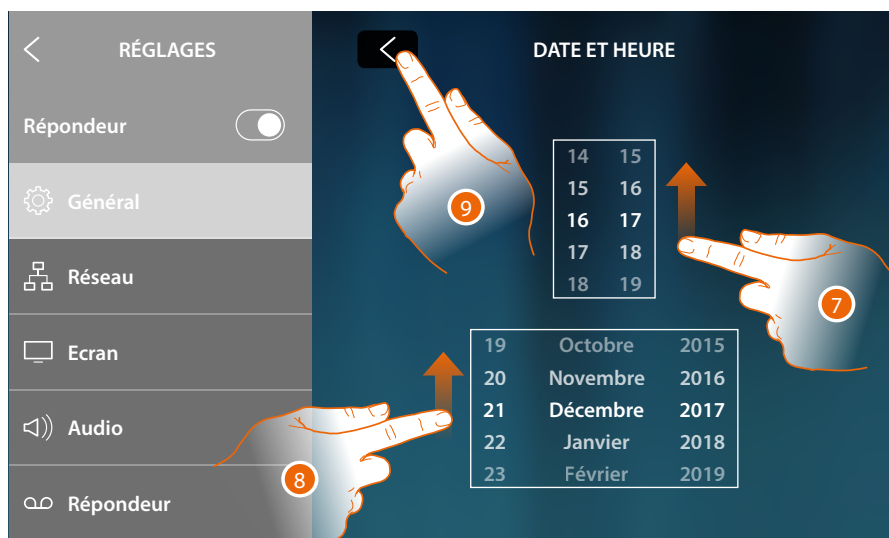 RÉGLAGES
Répondeur
Général
Réseau
Ecran
Audio
Répondeur
DATE ET HEURE
14 15
15 16
16 17
17 18
18 19
9
7
19 Octobre 2015
20 Novembre 2016
21 Décembre 2017
22 Janvier 2018
23 Février 2019
8